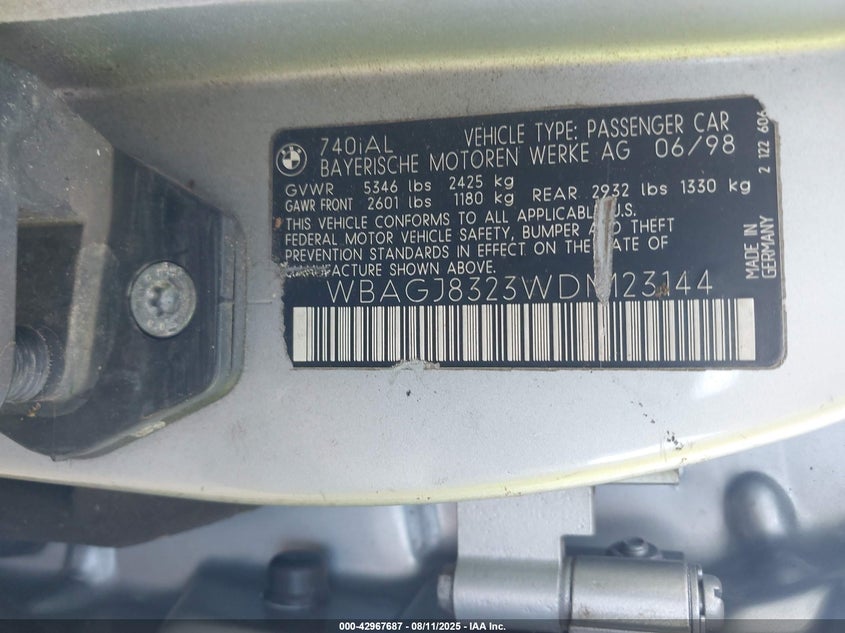 740iAL VEHICLE TYPE: PASSENGER CAR
BAYERISCHE MOTOREN WERKE AG 06/98
GVWR 5346 lbs 2425 kg
GAWR FRONT 2601 lbs 1180 kg REAR 2932 lbs 1330 kg
THIS VEHICLE CONFORMS TO ALL APPLICABLE U.S.
FEDERAL MOTOR VEHICLE SAFETY, BUMPER AND THEFT
PREVENTION STANDARDS IN EFFECT ON THE DATE OF
MANUFACTURE SHOWN ABOVE.
WBAGJ8323WDM23144
MADE IN
GERMANY
2 122 606
000-42967687 - 08/11/2025 - IAA Inc.